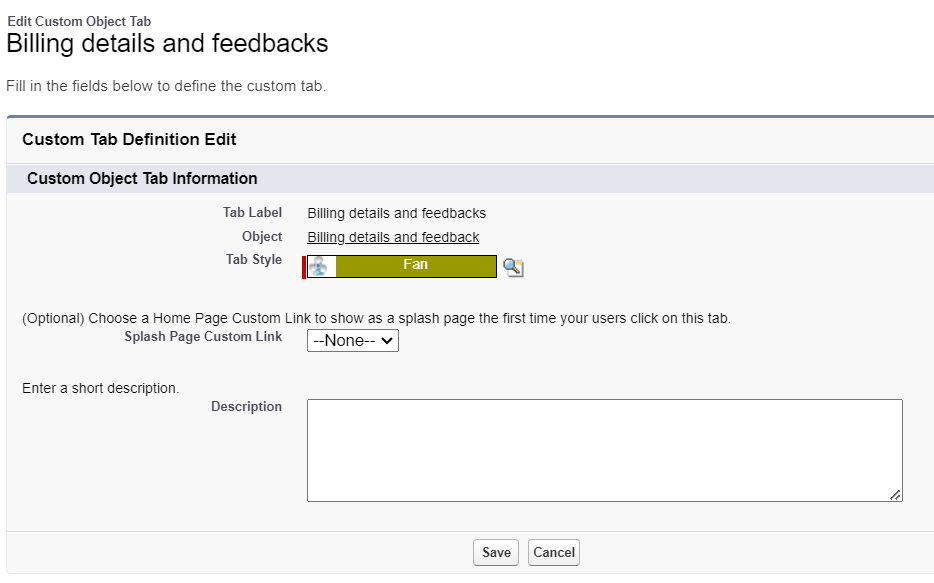 Edit Custom Object Tab
Billing details and feedbacks
Fill in the fields below to define the custom tab.
Custom Tab Definition Edit
Custom Object Tab Information
Tab Label Billing details and feedbacks
Object Billing details and feedback
Tab Style Fan
(Optional) Choose a Home Page Custom Link to show as a splash page the first time your users click on this tab.
Splash Page Custom Link --None--
Enter a short description.
Description
Save Cancel